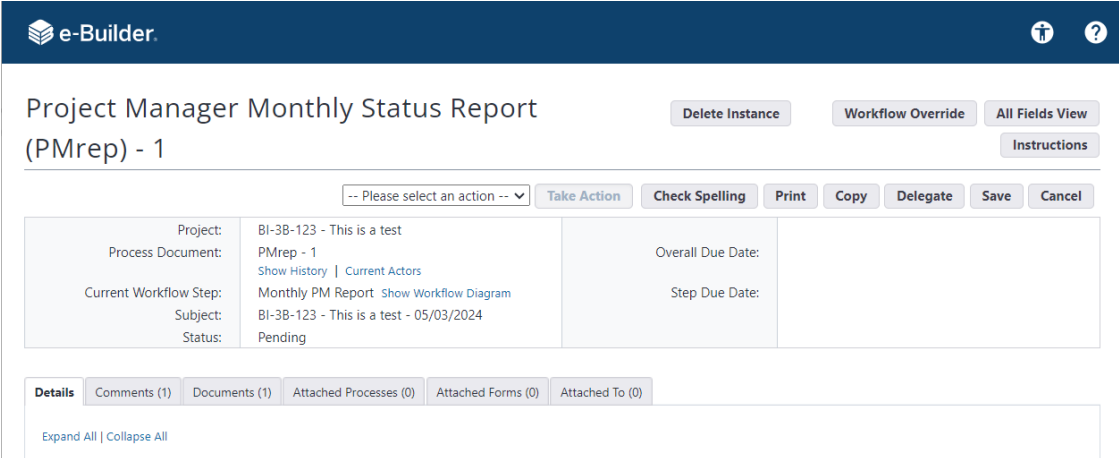 e-Builder.
Project Manager Monthly Status Report
(PMrep) - 1
Delete Instance
Workflow Override
All Fields View
Instructions
-- Please select an action --
Take Action
Check Spelling
Print
Copy
Delegate
Save
Cancel
Project: BI-3B-123 - This is a test
Process Document: PMrep - 1
Overall Due Date:
Show History | Current Actors
Current Workflow Step: Monthly PM Report Show Workflow Diagram
Step Due Date:
Subject: BI-3B-123 - This is a test - 05/03/2024
Status: Pending
Details
Comments (1)
Documents (1)
Attached Processes (0)
Attached Forms (0)
Attached To (0)
Expand All | Collapse All